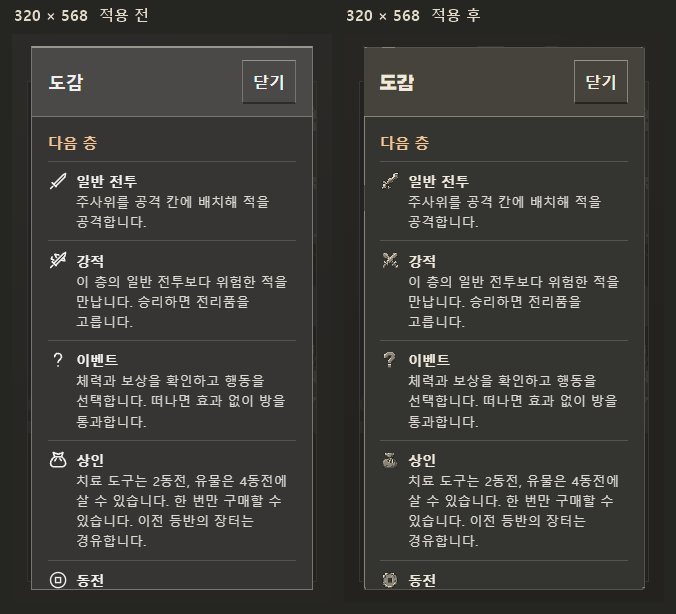 320 × 568 적용 전
도감
닫기
다음 층
일반 전투
주사위를 공격 칸에 배치해 적을
공격합니다.
강적
이 층의 일반 전투보다 위험한 적을
만납니다. 승리하면 전리품을
고릅니다.
이벤트
체력과 보상을 확인하고 행동을
선택합니다. 떠나면 효과 없이 방을
통과합니다.
상인
치료 도구는 2동전, 유물은 4동전에
살 수 있습니다. 한 번만 구매할 수
있습니다. 이전 등반의 장터는
경유합니다.
동전
320 × 568 적용 후
도감
닫기
다음 층
일반 전투
주사위를 공격 칸에 배치해 적을
공격합니다.
강적
이 층의 일반 전투보다 위험한 적을
만납니다. 승리하면 전리품을
고릅니다.
이벤트
체력과 보상을 확인하고 행동을
선택합니다. 떠나면 효과 없이 방을
통과합니다.
상인
치료 도구는 2동전, 유물은 4동전에
살 수 있습니다. 한 번만 구매할 수
있습니다. 이전 등반의 장터는
경유합니다.
동전